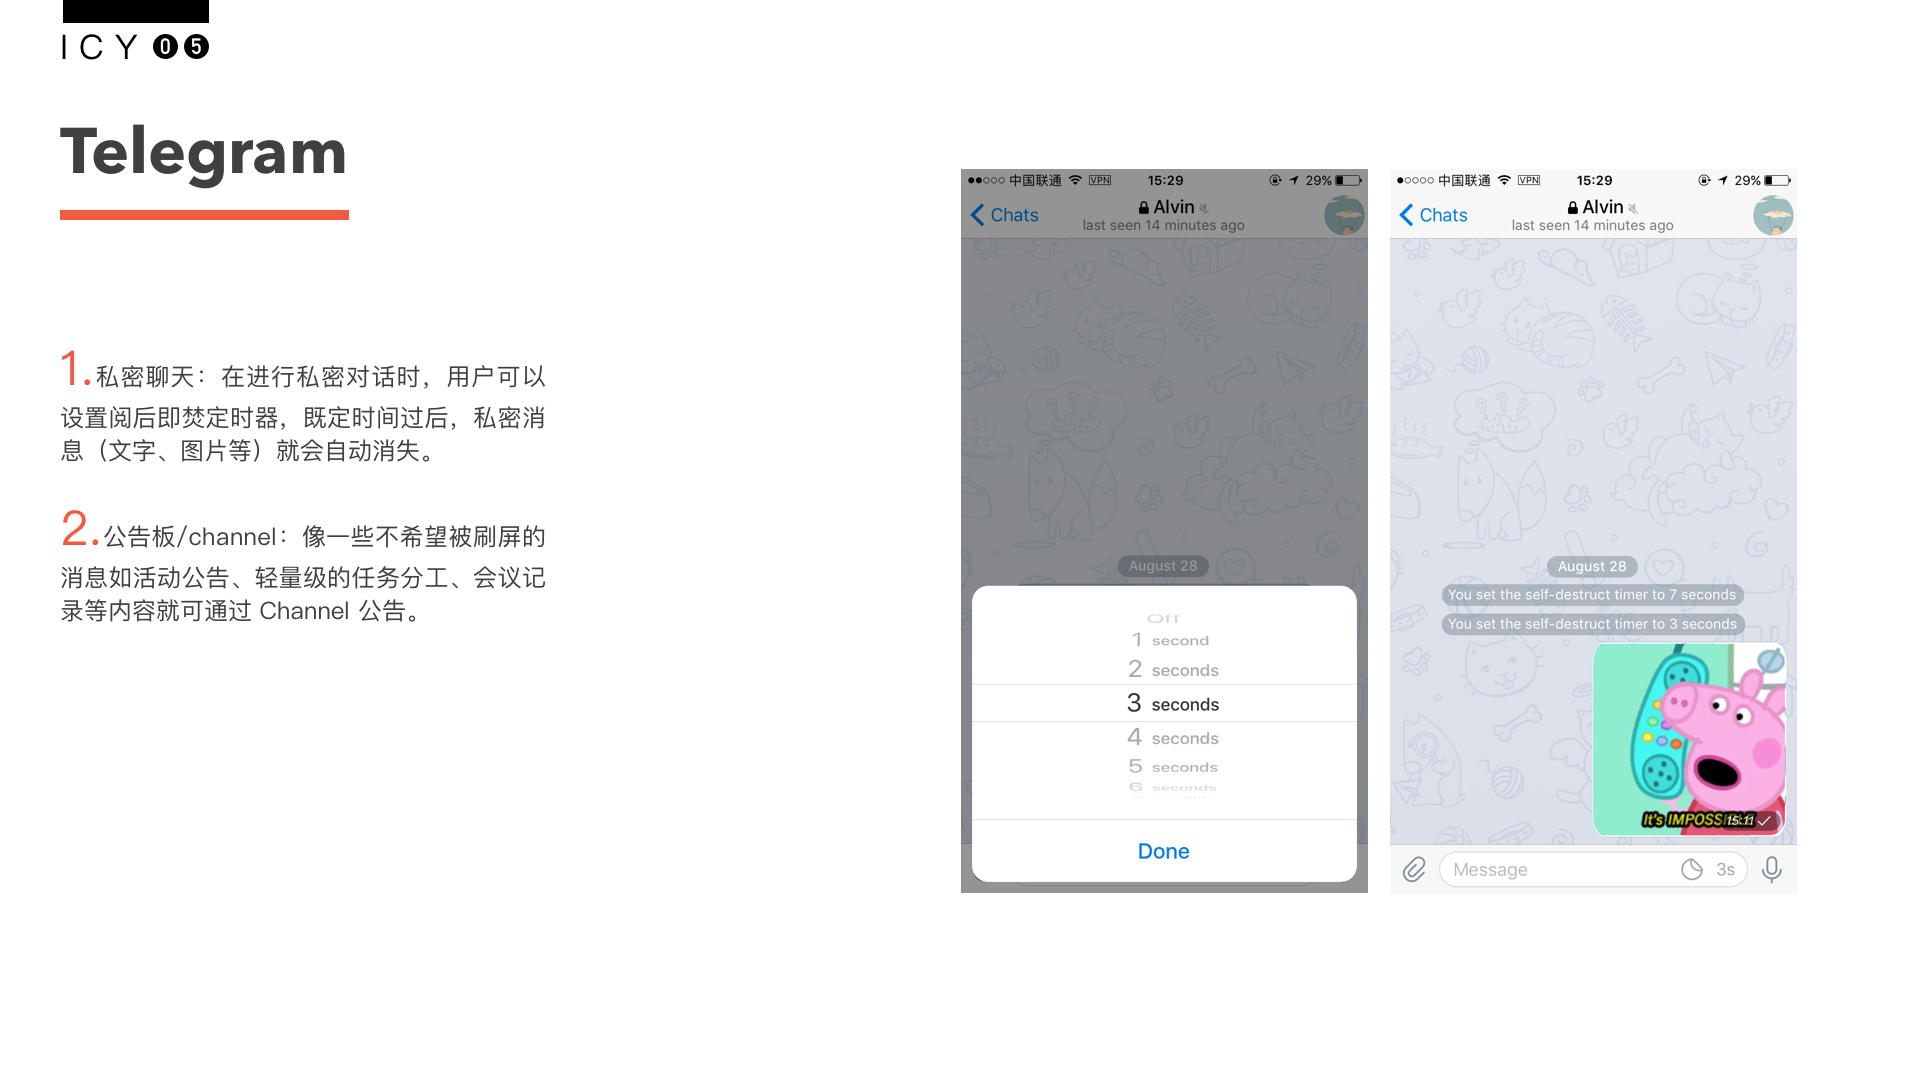 ICY 05
Telegram
1.私密聊天：在进行私密对话时，用户可以
设置阅后即焚定时器，既定时间过后，私密消
息（文字、图片等）就会自动消失。
2.公告板/channel：像一些不希望被刷屏的
消息如活动公告、轻量级的任务分工、会议记
录等内容就可通过 Channel 公告。
中国联通 VPN 15:29 29%
Chats Alvin
last seen 14 minutes ago
August 28
Off
1 second
2 seconds
3 seconds
4 seconds
5 seconds
6 seconds
Done
中国联通 VPN 15:29 29%
Chats Alvin
last seen 14 minutes ago
August 28
You set the self-destruct timer to 7 seconds
You set the self-destruct timer to 3 seconds
It's
15:11
Message 3s